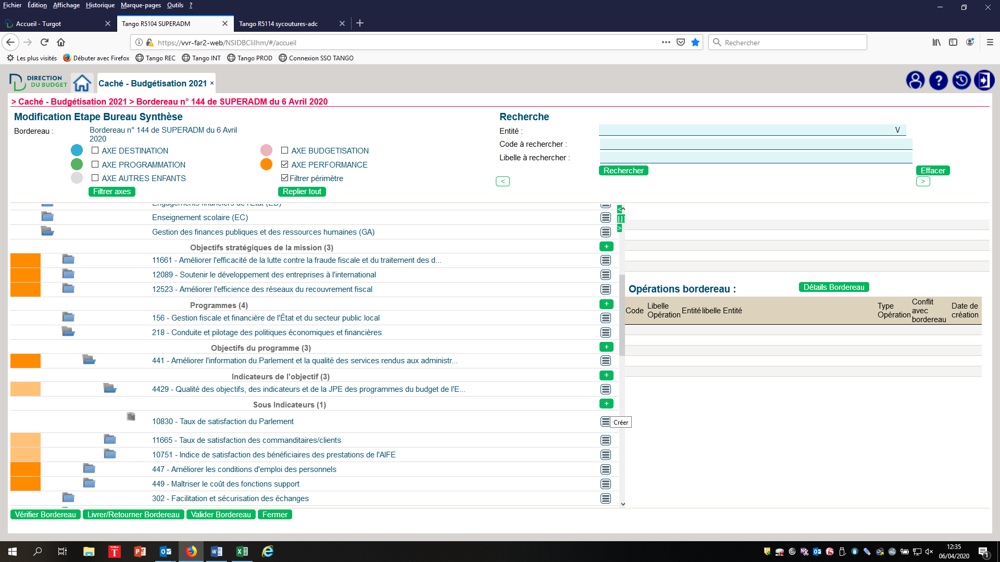 Fichier Édition Affichage Historique Marque-pages Outils ?
Accueil - Turgot
Tango R5104 SUPERADM
Tango R5114 sycoutures-adc
https://vvr-far2-web/NSIDBCliIhm/#/accueil
Rechercher
Les plus visités Débuter avec Firefox Tango REC Tango INT Tango PROD Connexion SSO TANGO
DIRECTION
DU BUDGET
Caché - Budgétisation 2021 ×
> Caché - Budgétisation 2021 > Bordereau n° 144 de SUPERADM du 6 Avril 2020
Modification Etape Bureau Synthèse
Bordereau :
Bordereau n° 144 de SUPERADM du 6 Avril
2020
AXE DESTINATION
AXE BUDGETISATION
AXE PROGRAMMATION
AXE PERFORMANCE
AXE AUTRES ENFANTS
Filtrer périmètre
Filtrer axes
Replier tout
Recherche
Entité :
V
Code à rechercher :
Libelle à rechercher :
Rechercher
Effacer
<
>
Engagements financiers de l'État (ED)
Enseignement scolaire (EC)
Gestion des finances publiques et des ressources humaines (GA)
Objectifs stratégiques de la mission (3)
+
11661 - Améliorer l'efficacité de la lutte contre la fraude fiscale et du traitement des d...
12089 - Soutenir le développement des entreprises à l'international
12523 - Améliorer l'efficience des réseaux du recouvrement fiscal
Programmes (4)
+
156 - Gestion fiscale et financière de l'État et du secteur public local
218 - Conduite et pilotage des politiques économiques et financières
Objectifs du programme (3)
+
441 - Améliorer l'information du Parlement et la qualité des services rendus aux administr...
Indicateurs de l'objectif (3)
+
4429 - Qualité des objectifs, des indicateurs et de la JPE des programmes du budget de l'E...
Sous Indicateurs (1)
+
10830 - Taux de satisfaction du Parlement
Créer
11665 - Taux de satisfaction des commanditaires/clients
10751 - Indice de satisfaction des bénéficiaires des prestations de l'AIFE
447 - Améliorer les conditions d'emploi des personnels
449 - Maîtriser le coût des fonctions support
302 - Facilitation et sécurisation des échanges
<
||
>
Opérations bordereau :
Détails Bordereau
Code
Libelle
Opération
Entité
libelle Entité
Type
Opération
Conflit
avec
bordereau
Date de
création
Vérifier Bordereau
Livrer/Retourner Bordereau
Valider Bordereau
Fermer
12:35
06/04/2020
1